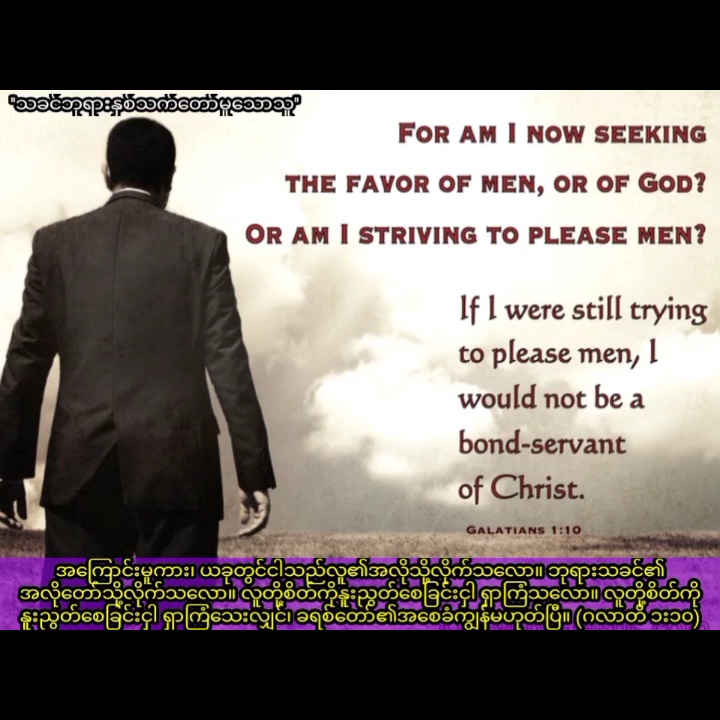 "သခင်ဘုရားနှစ်သက်တော်မူသောသူ"
FOR AM I NOW SEEKING
THE FAVOR OF MEN, OR OF GOD?
OR AM I STRIVING TO PLEASE MEN?
If I were still trying
to please men, I
would not be a
bond-servant
of Christ.
GALATIANS 1:10
အကြောင်းမူကား၊ ယခုတွင်ငါသည်လူ၏အလိုသို့လိုက်သလော။ ဘုရားသခင်၏
အလိုတော်သို့လိုက်သလော။ လူတို့စိတ်ကိုနူးညွတ်စေခြင်းငှါ ရှာကြံသလော။ လူတို့စိတ်ကို
နူးညွတ်စေခြင်းငှါ ရှာကြံသေးလျှင်၊ ခရစ်တော်၏အစေခံကျွန်မဟုတ်ပြီ။ (ဂလာတိ ၁း၁၀)